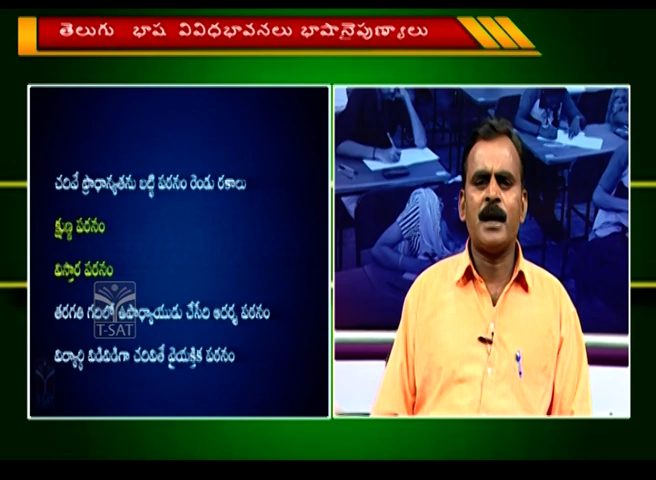 తెలుగు భాష వివిధభావనలు భాషానైపుణ్యాలు
చదివే ప్రాధాన్యతను బట్టి పఠనం రెండు రకాలు
క్షుణ్ణ పఠనం
విస్తార పఠనం
తరగతి గదిలో ఉపాధ్యాయుడు చేసేది ఆదర్శ పఠనం
విద్యార్థి విడివిడిగా చదివితే వైయక్తిక పఠనం
T-SAT